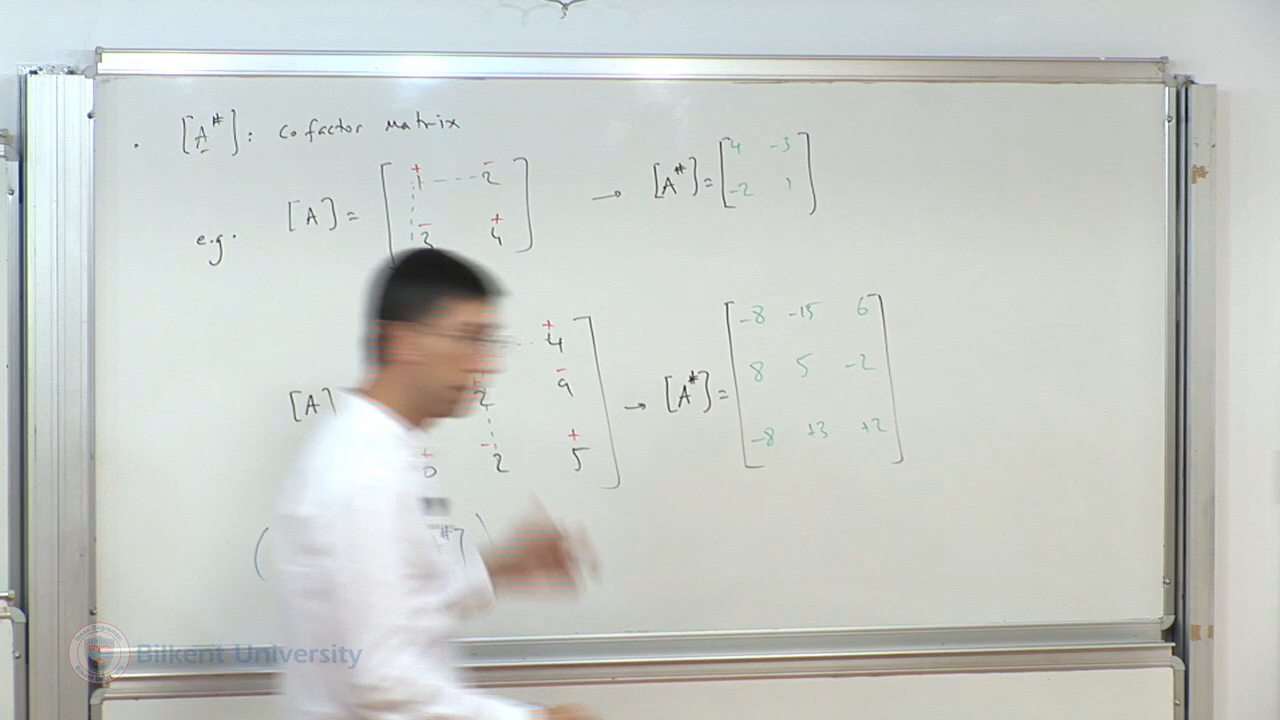 . [A#]: cofactor matrix
e.g. [A] = [ +1 -2 ] → [A#] = [ 4 -3 ]
[ -3 +4 ] [ -2 1 ]
+4 [ -8 -15 6 ]
[A] +2 -9 → [A#] = [ 8 5 -2 ]
+0 -2 +5 [ -8 +3 +2 ]
( #] )
Bilkent University